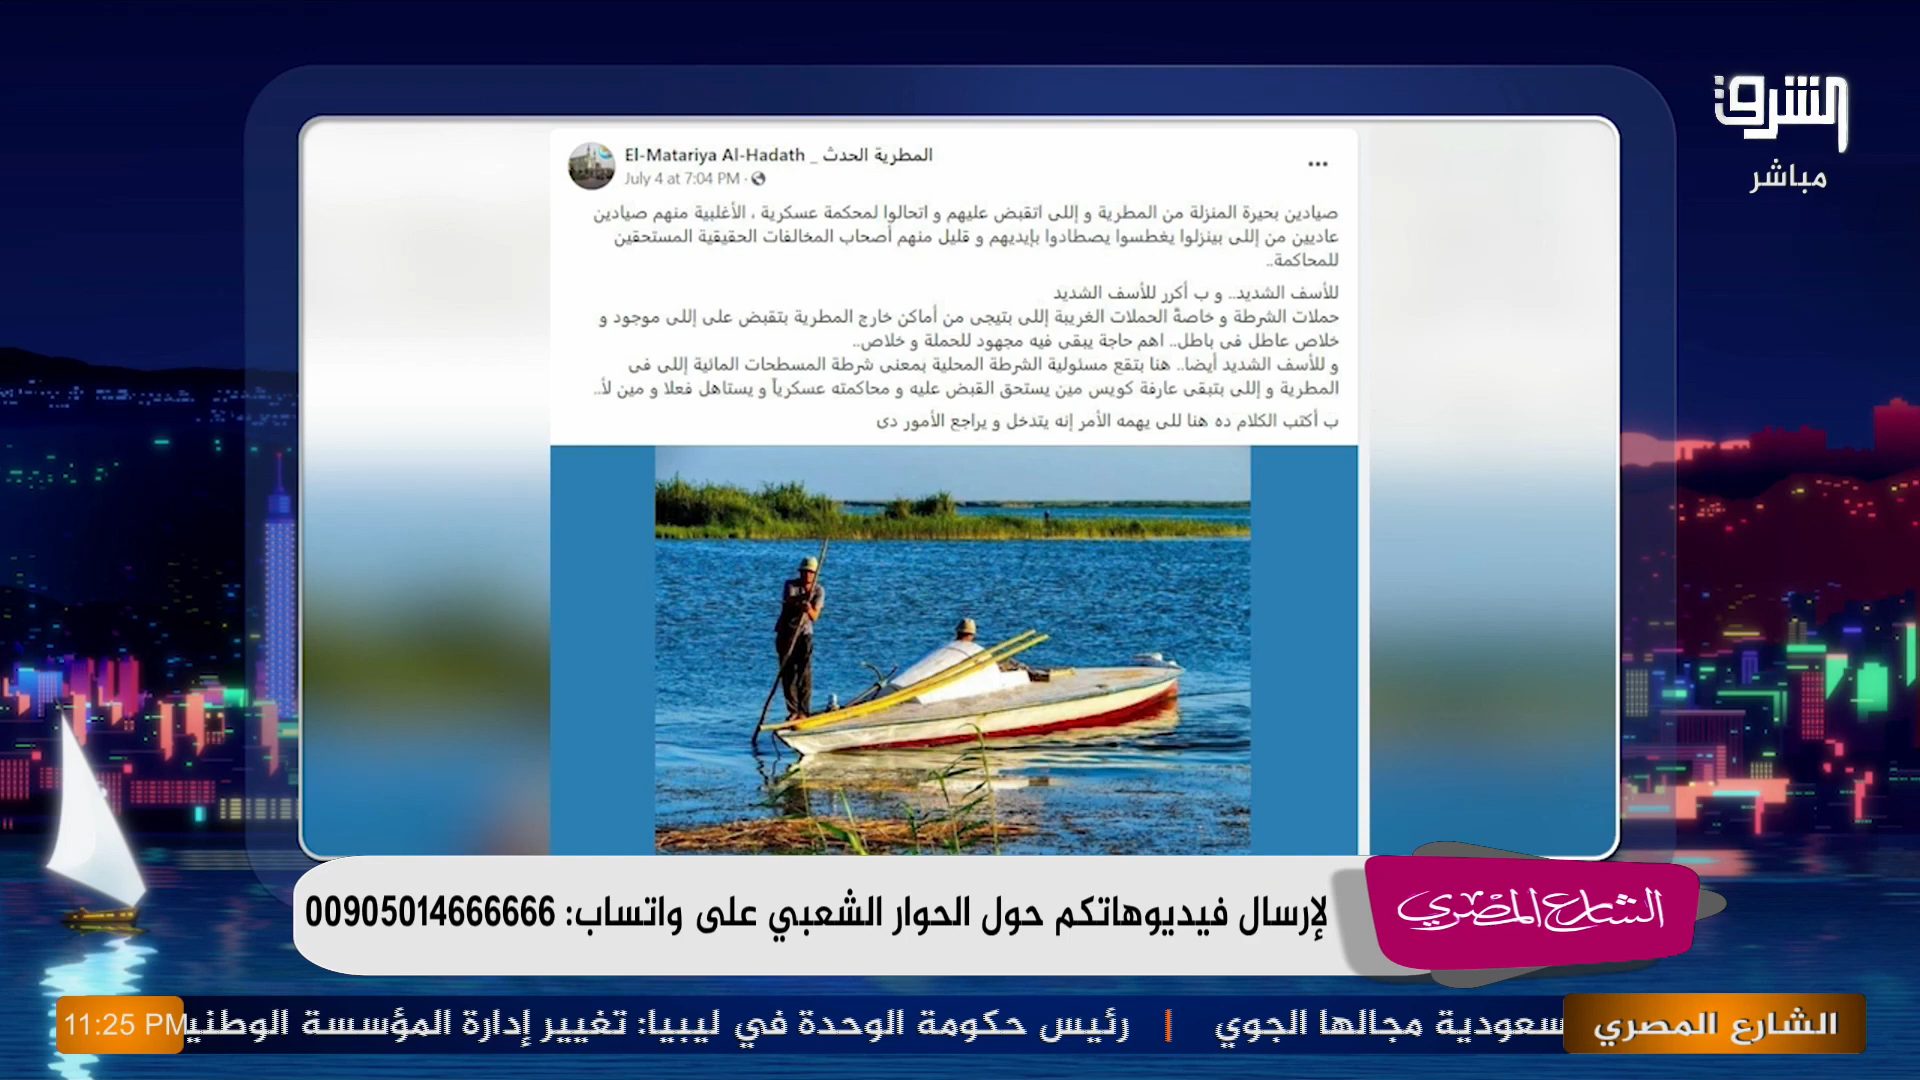 الشرق
مباشر
El-Matariya Al-Hadath _ المطرية الحدث
July 4 at 7:04 PM ·
صيادين بحيرة المنزلة من المطرية و إللى اتقبض عليهم و اتحالوا لمحكمة عسكرية ، الأغلبية منهم صيادين
عاديين من إللى بينزلوا يغطسوا يصطادوا بإيديهم و قليل منهم أصحاب المخالفات الحقيقية المستحقين
للمحاكمة..
للأسف الشديد.. و ب أكرر للأسف الشديد
حملات الشرطة و خاصةً الحملات الغريبة إللى بتيجى من أماكن خارج المطرية بتقبض على إللى موجود و
خلاص عاطل فى باطل.. اهم حاجة يبقى فيه مجهود للحملة و خلاص..
و للأسف الشديد أيضا.. هنا بتقع مسئولية الشرطة المحلية بمعنى شرطة المسطحات المائية إللى فى
المطرية و إللى بتبقى عارفة كويس مين يستحق القبض عليه و محاكمته عسكرياً و يستاهل فعلا و مين لأ..
ب أكتب الكلام ده هنا للى يهمه الأمر إنه يتدخل و يراجع الأمور دى
لإرسال فيديوهاتكم حول الحوار الشعبي على واتساب: 00905014666666
الشارع المصري
الشارع المصري
سعودية مجالها الجوي | رئيس حكومة الوحدة في ليبيا: تغيير إدارة المؤسسة الوطني
11:25 PM